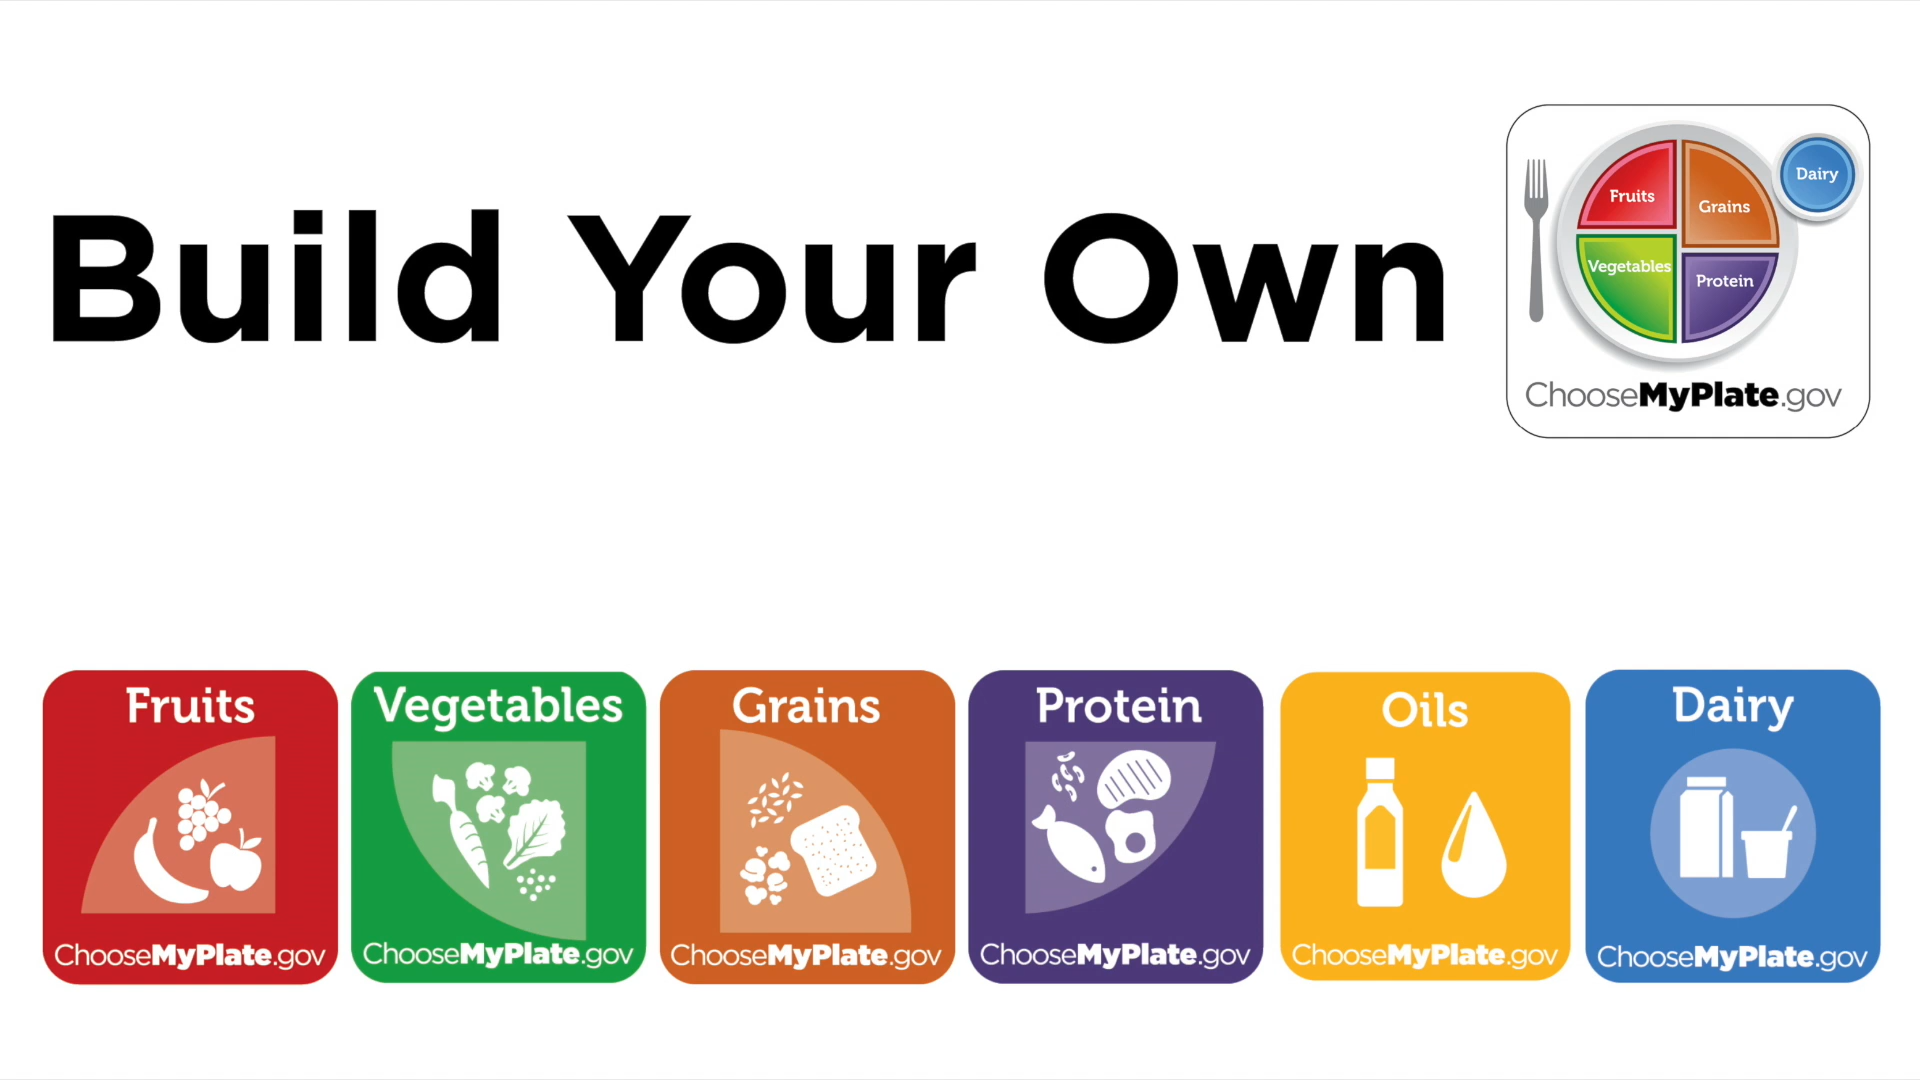 Build Your Own
Fruits
Grains
Dairy
Vegetables
Protein
ChooseMyPlate.gov
Fruits
ChooseMyPlate.gov
Vegetables
ChooseMyPlate.gov
Grains
ChooseMyPlate.gov
Protein
ChooseMyPlate.gov
Oils
ChooseMyPlate.gov
Dairy
ChooseMyPlate.gov